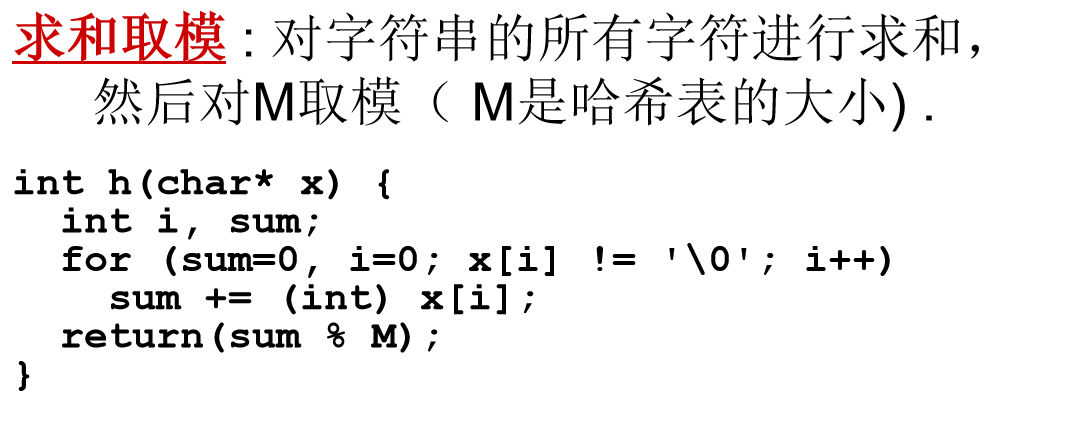 求和取模 : 对字符串的所有字符进行求和，
然后对M取模（ M是哈希表的大小) .
int h(char* x) {
  int i, sum;
  for (sum=0, i=0; x[i] != '\0'; i++)
    sum += (int) x[i];
  return(sum % M);
}